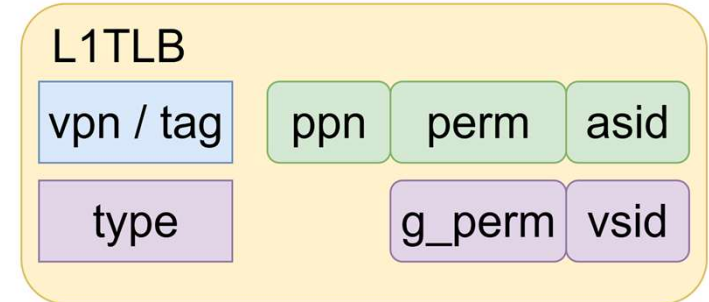 L1TLB
vpn / tag ppn perm asid
type g_perm vsid